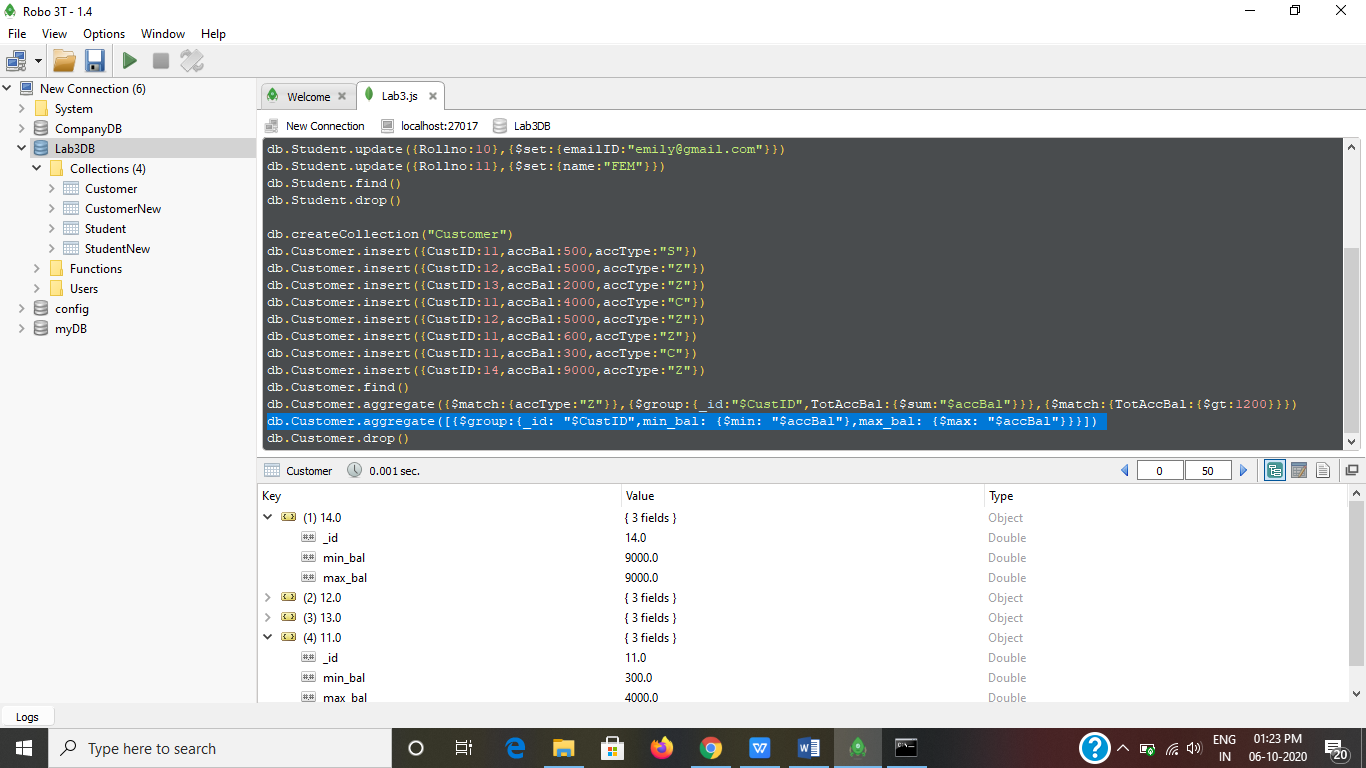 Robo 3T - 1.4
File View Options Window Help
New Connection (6)
System
CompanyDB
Lab3DB
Collections (4)
Customer
CustomerNew
Student
StudentNew
Functions
Users
config
myDB
Welcome Lab3.js
New Connection localhost:27017 Lab3DB
db.Student.update({Rollno:10},{$set:{emailID:"emily@gmail.com"}})
db.Student.update({Rollno:11},{$set:{name:"FEM"}})
db.Student.find()
db.Student.drop()
db.createCollection("Customer")
db.Customer.insert({CustID:11,accBal:500,accType:"S"})
db.Customer.insert({CustID:12,accBal:5000,accType:"Z"})
db.Customer.insert({CustID:13,accBal:2000,accType:"Z"})
db.Customer.insert({CustID:11,accBal:4000,accType:"C"})
db.Customer.insert({CustID:12,accBal:5000,accType:"Z"})
db.Customer.insert({CustID:11,accBal:600,accType:"Z"})
db.Customer.insert({CustID:11,accBal:300,accType:"C"})
db.Customer.insert({CustID:14,accBal:9000,accType:"Z"})
db.Customer.find()
db.Customer.aggregate({$match:{accType:"Z"}},{$group:{_id:"$CustID",TotAccBal:{$sum:"$accBal"}}},{$match:{TotAccBal:{$gt:1200}}})
db.Customer.aggregate([{$group:{_id: "$CustID",min_bal: {$min: "$accBal"},max_bal: {$max: "$accBal"}}}])
db.Customer.drop()
Customer 0.001 sec. 0 50
Key Value Type
(1) 14.0 { 3 fields } Object
_id 14.0 Double
min_bal 9000.0 Double
max_bal 9000.0 Double
(2) 12.0 { 3 fields } Object
(3) 13.0 { 3 fields } Object
(4) 11.0 { 3 fields } Object
_id 11.0 Double
min_bal 300.0 Double
max_bal 4000.0 Double
Logs
Type here to search
ENG 01:23 PM
IN 06-10-2020 20